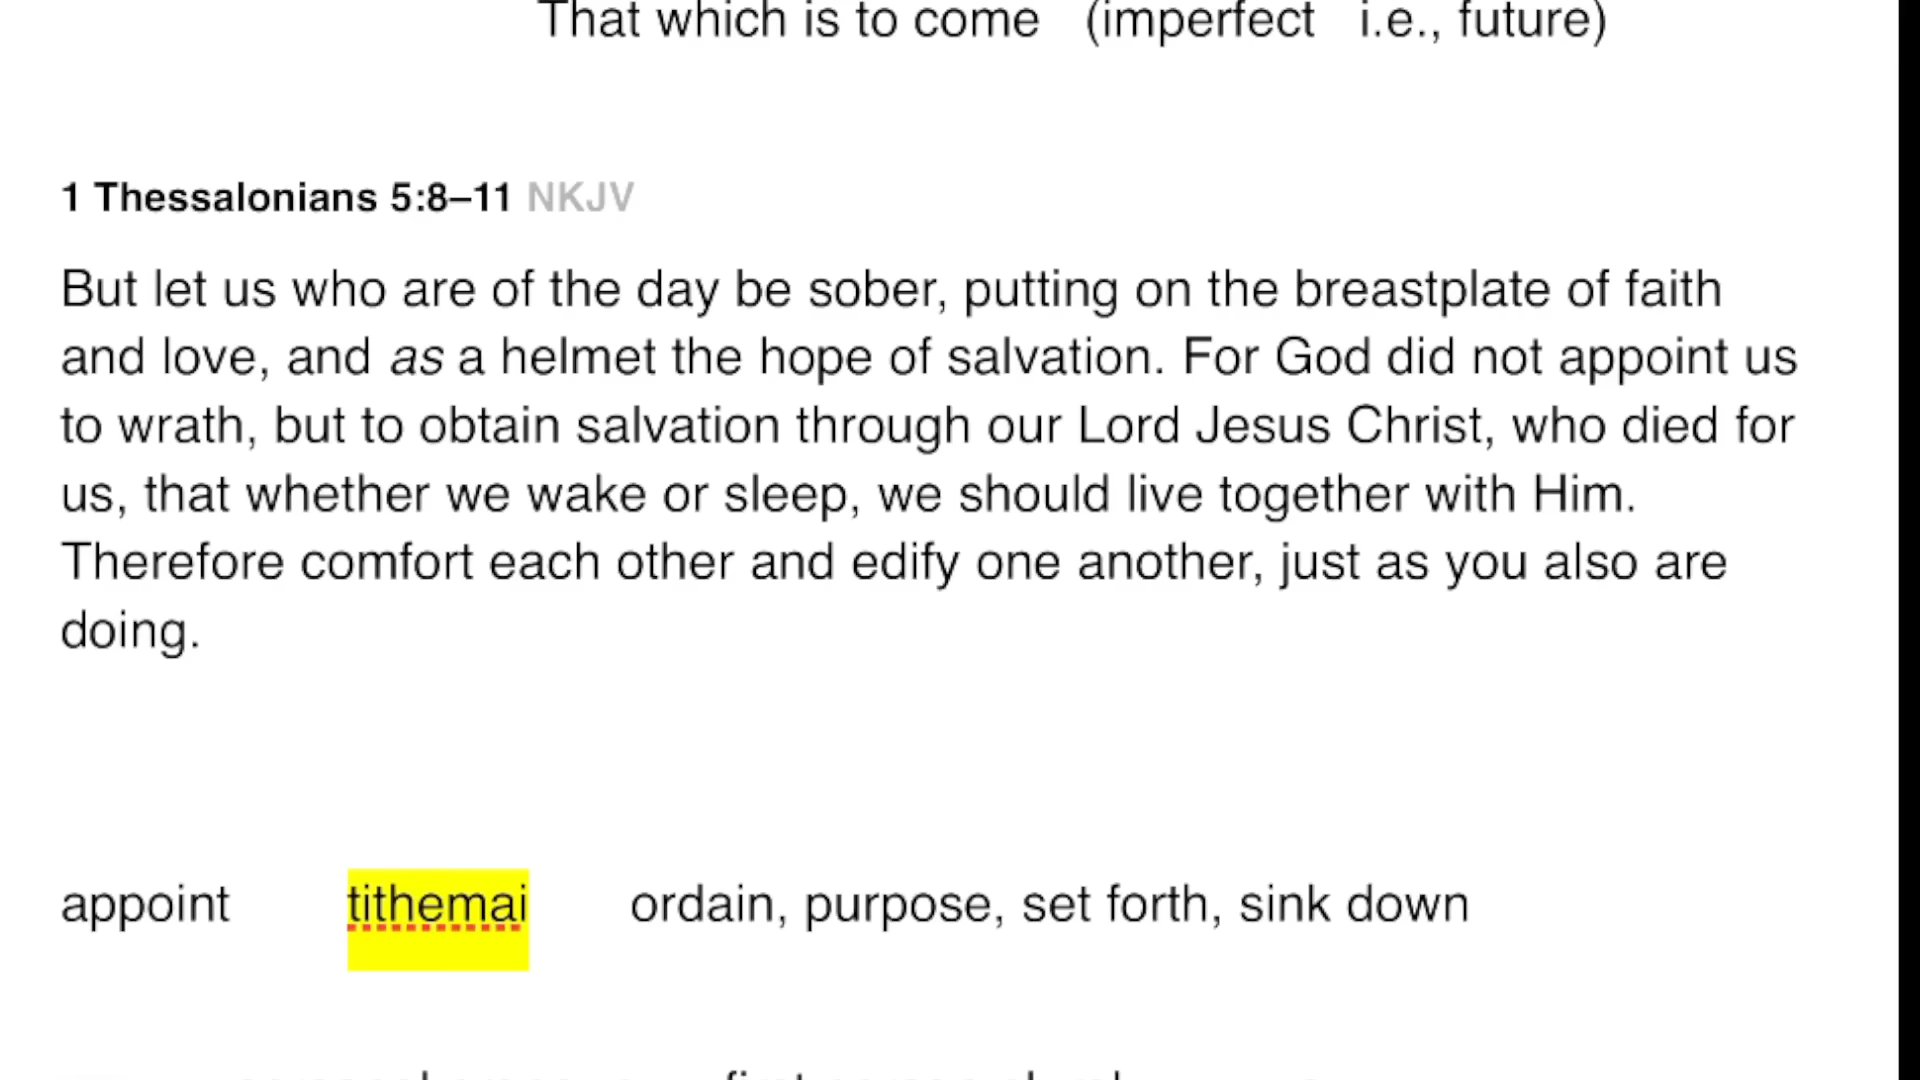 That which is to come (imperfect i.e., future)
1 Thessalonians 5:8–11 NKJV
But let us who are of the day be sober, putting on the breastplate of faith
and love, and as a helmet the hope of salvation. For God did not appoint us
to wrath, but to obtain salvation through our Lord Jesus Christ, who died for
us, that whether we wake or sleep, we should live together with Him.
Therefore comfort each other and edify one another, just as you also are
doing.
appoint tithemai ordain, purpose, set forth, sink down